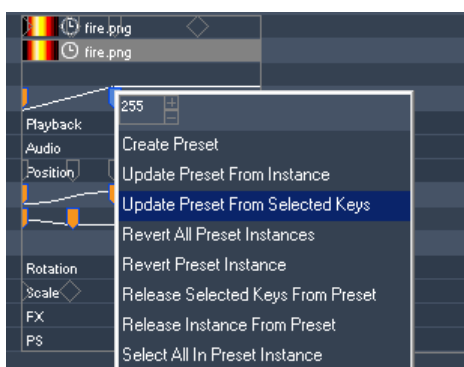 fire.png
fire.png
255
Playback
Audio
Position
Rotation
Scale
FX
PS
Create Preset
Update Preset From Instance
Update Preset From Selected Keys
Revert All Preset Instances
Revert Preset Instance
Release Selected Keys From Preset
Release Instance From Preset
Select All In Preset Instance